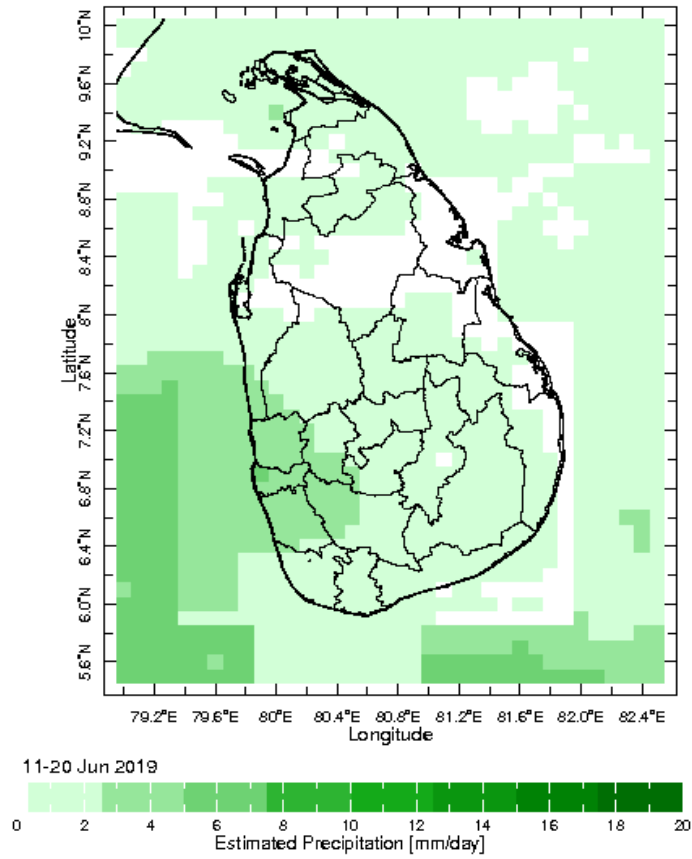 10°N
9.6°N
9.2°N
8.8°N
8.4°N
8°N
7.6°N
7.2°N
6.8°N
6.4°N
6.0°N
5.6°N
Latitude
79.2°E 79.6°E 80°E 80.4°E 80.8°E 81.2°E 81.6°E 82.0°E 82.4°E
Longitude
11-20 Jun 2019
0 2 4 6 8 10 12 14 16 18 20
Estimated Precipitation [mm/day]